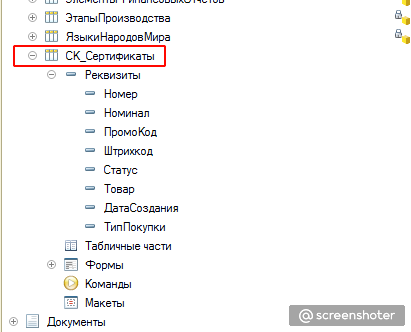 ЭтапыПроизводства
ЯзыкиНародовМира
СК_Сертификаты
Реквизиты
Номер
Номинал
ПромоКод
Штрихкод
Статус
Товар
ДатаСоздания
ТипПокупки
Табличные части
Формы
Команды
Макеты
Документы
@screenshoter